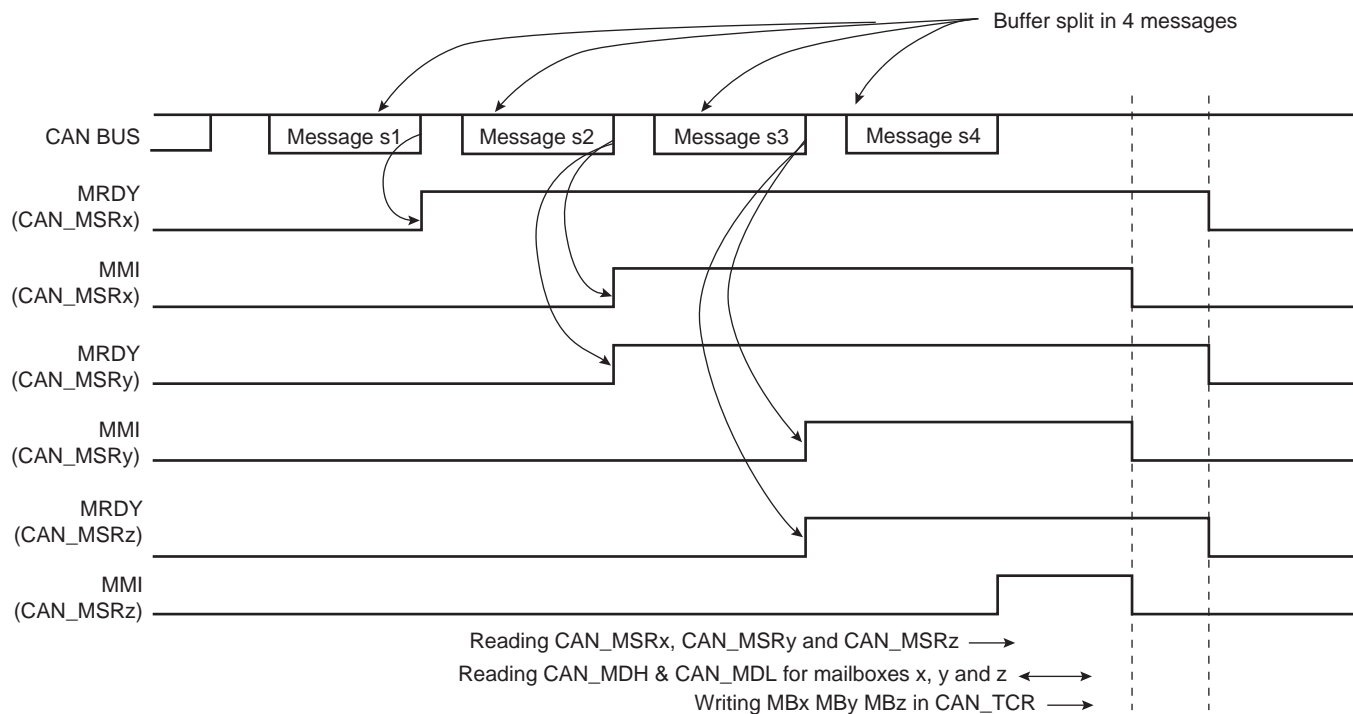 Buffer split in 4 messages
CAN BUS
Message s1
Message s2
Message s3
Message s4
MRDY
(CAN_MSRx)
MMI
(CAN_MSRx)
MRDY
(CAN_MSRy)
MMI
(CAN_MSRy)
MRDY
(CAN_MSRz)
MMI
(CAN_MSRz)
Reading CAN_MSRx, CAN_MSRy and CAN_MSRz
Reading CAN_MDH & CAN_MDL for mailboxes x, y and z
Writing MBx MBy MBz in CAN_TCR